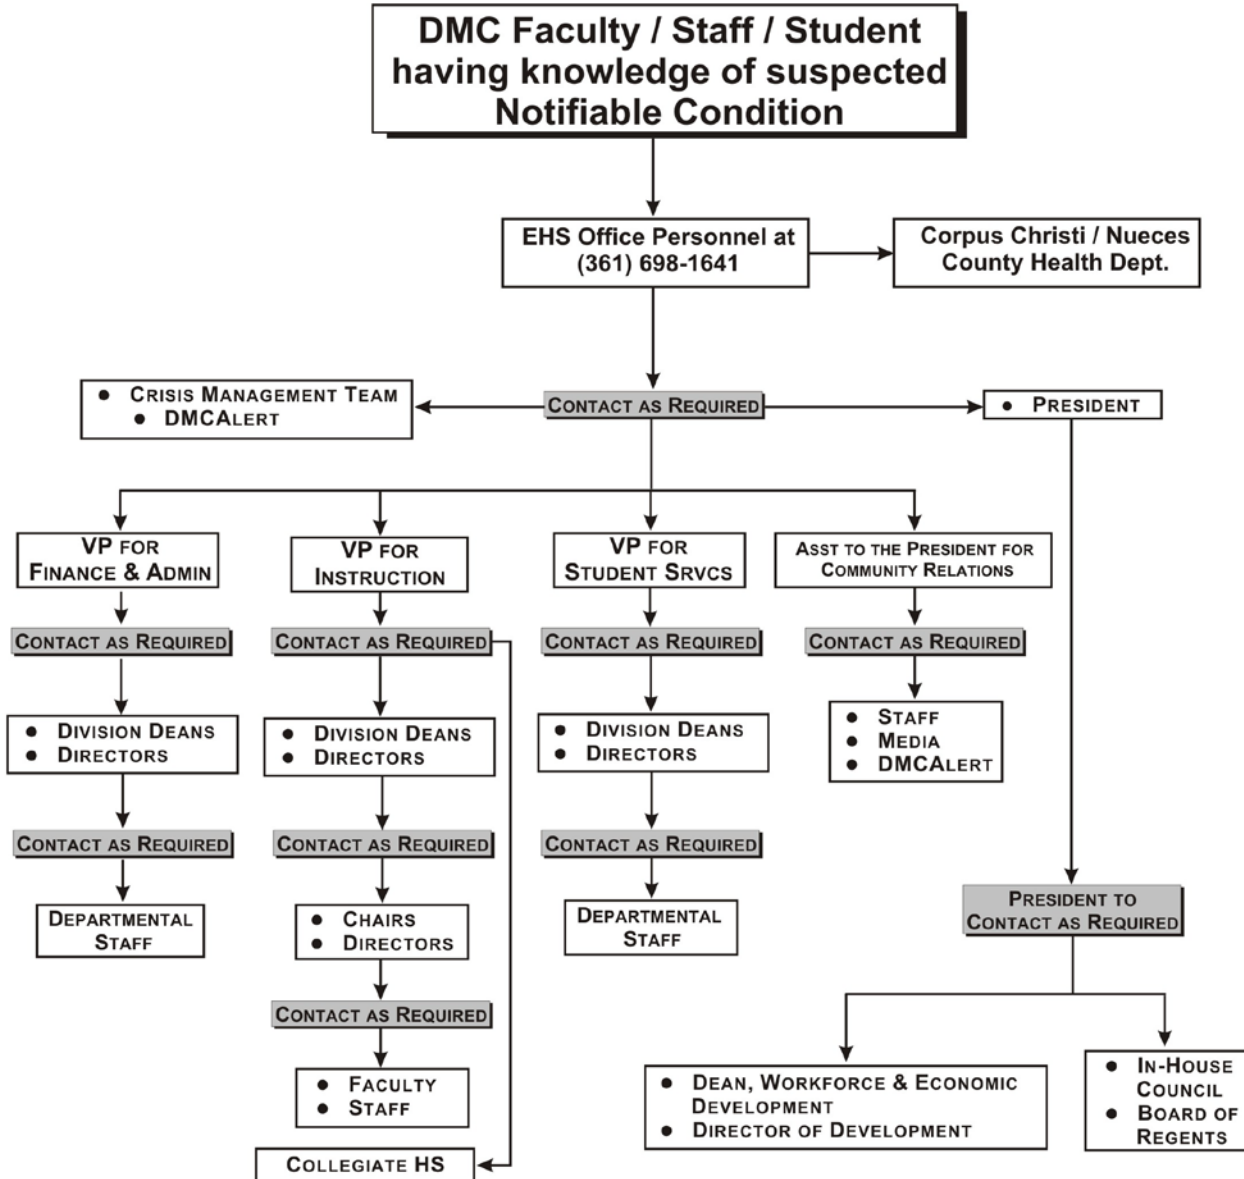 DMC Faculty / Staff / Student
having knowledge of suspected
Notifiable Condition
EHS Office Personnel at
(361) 698-1641
Corpus Christi / Nueces
County Health Dept.
● CRISIS MANAGEMENT TEAM
● DMCALERT
CONTACT AS REQUIRED
● PRESIDENT
VP FOR
FINANCE & ADMIN
VP FOR
INSTRUCTION
VP FOR
STUDENT SRVCS
ASST TO THE PRESIDENT FOR
COMMUNITY RELATIONS
CONTACT AS REQUIRED
CONTACT AS REQUIRED
CONTACT AS REQUIRED
CONTACT AS REQUIRED
● DIVISION DEANS
● DIRECTORS
● DIVISION DEANS
● DIRECTORS
● DIVISION DEANS
● DIRECTORS
● STAFF
● MEDIA
● DMCALERT
CONTACT AS REQUIRED
CONTACT AS REQUIRED
CONTACT AS REQUIRED
DEPARTMENTAL
STAFF
● CHAIRS
● DIRECTORS
DEPARTMENTAL
STAFF
PRESIDENT TO
CONTACT AS REQUIRED
CONTACT AS REQUIRED
● FACULTY
● STAFF
● DEAN, WORKFORCE & ECONOMIC
DEVELOPMENT
● DIRECTOR OF DEVELOPMENT
● IN-HOUSE
COUNCIL
● BOARD OF
REGENTS
COLLEGIATE HS